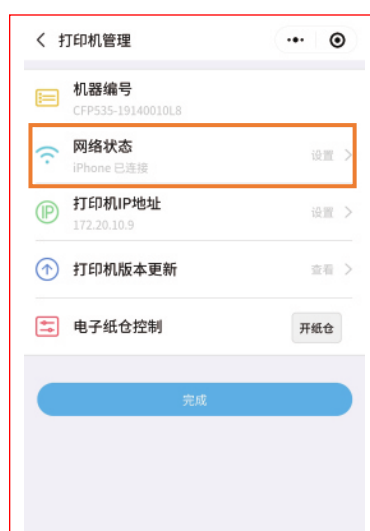 打印机管理
机器编号
CFP535-19140010L8
网络状态
iPhone 已连接
设置
IP
打印机IP地址
172.20.10.9
设置
打印机版本更新
查看
电子纸仓控制
开纸仓
完成